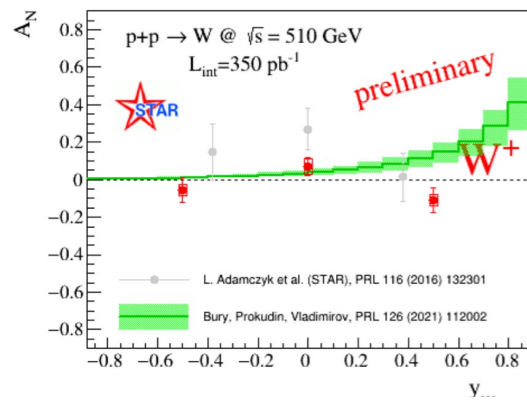 A_N
p+p → W @ √s = 510 GeV
L_int=350 pb⁻¹
STAR
preliminary
W+
L. Adamczyk et al. (STAR), PRL 116 (2016) 132301
Bury, Prokudin, Vladimirov, PRL 126 (2021) 112002
0.8
0.6
0.4
0.2
0
−0.2
−0.4
−0.6
−0.8
−0.8 −0.6 −0.4 −0.2 0 0.2 0.4 0.6 0.8